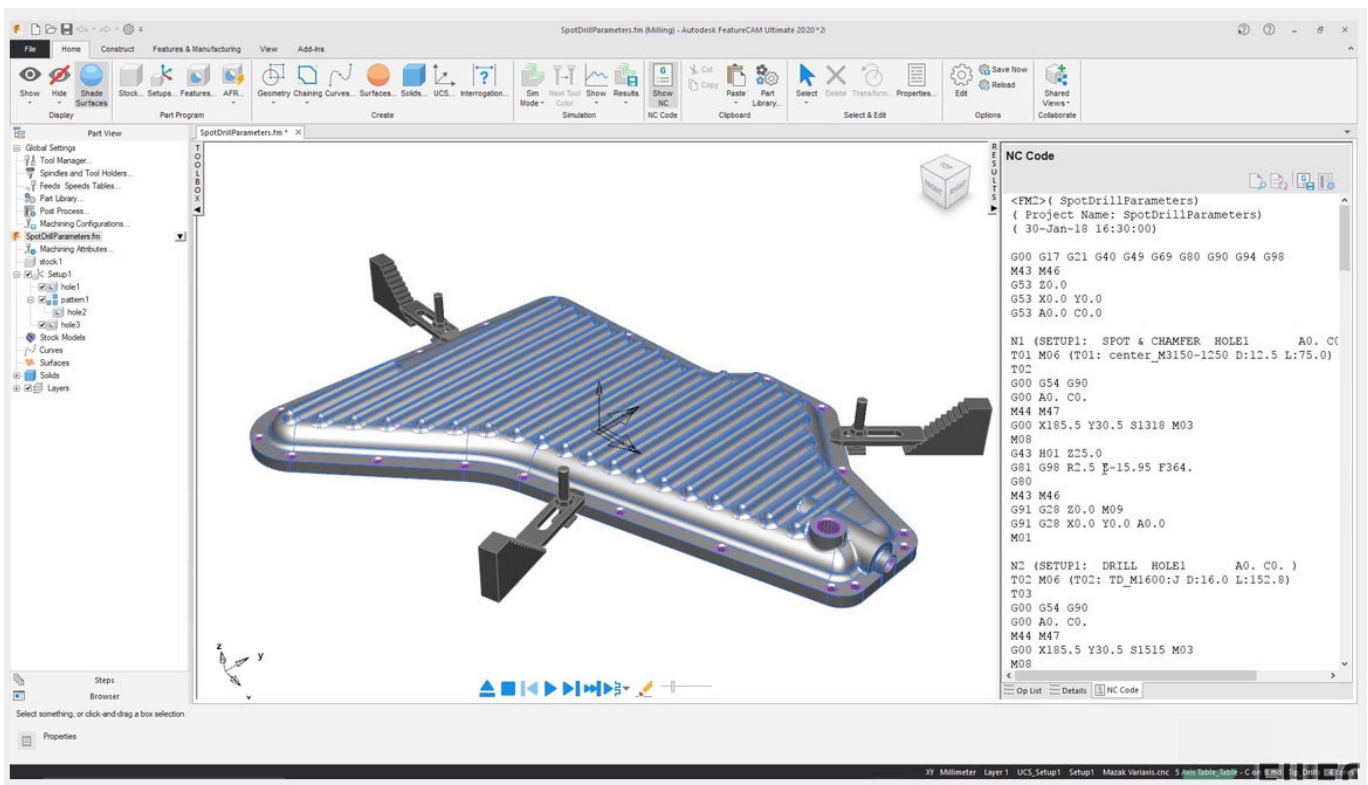 SpotDrillParameters.fm (Milling) - Autodesk FeatureCAM Ultimate 2020*2
File Home Construct Features & Manufacturing View Add-Ins
Show Hide Shade Surfaces Stock... Setups... Features... AFR... Geometry Chaining Curves... Surfaces... Solids... UCS... Interrogation... Sim Mode Next Tool Color Show Results Show NC Cut Copy Paste Part Library... Select Delete Transform... Properties... Edit Save Now Reload Shared Views
Display Part Program Create Simulation NC Code Clipboard Select & Edit Options Collaborate
Part View
SpotDrillParameters.fm *
Global Settings
Tool Manager...
Spindles and Tool Holders...
Feeds Speeds Tables...
Part Library...
Post Process...
Machining Configurations...
SpotDrillParameters.fm
Machining Attributes...
stock1
Setup1
hole1
pattern1
hole2
hole3
Stock Models
Curves
Surfaces
Solids
Layers
Steps
Browser
TOOLBOX
TOP
FRONT
RIGHT
z
y
RESULTS
NC Code
<FM2>( SpotDrillParameters)
( Project Name: SpotDrillParameters)
( 30-Jan-18 16:30:00)
G00 G17 G21 G40 G49 G69 G80 G90 G94 G98
M43 M46
G53 Z0.0
G53 X0.0 Y0.0
G53 A0.0 C0.0
N1 (SETUP1: SPOT & CHAMFER HOLE1 A0. C0
T01 M06 (T01: center_M3150-1250 D:12.5 L:75.0)
T02
G00 G54 G90
G00 A0. C0.
M44 M47
G00 X185.5 Y30.5 S1318 M03
M08
G43 H01 Z25.0
G81 G98 R2.5 Z-15.95 F364.
G80
M43 M46
G91 G28 Z0.0 M09
G91 G28 X0.0 Y0.0 A0.0
M01
N2 (SETUP1: DRILL HOLE1 A0. C0. )
T02 M06 (T02: TD_M1600:J D:16.0 L:152.8)
T03
G00 G54 G90
G00 A0. C0.
M44 M47
G00 X185.5 Y30.5 S1515 M03
M08
Op List Details NC Code
Select something, or click-and-drag a box selection
Properties
XY Millimeter Layer 1 UCS_Setup1 Setup1 Mazak Variaxis.cnc 5 Axis Table_Table - C on B.md Tip_Drills 4 cores